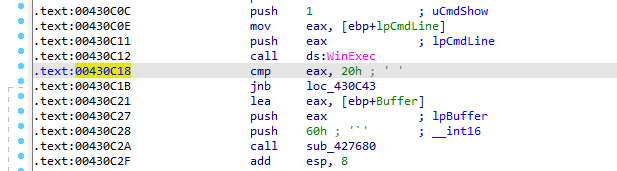 .text:00430C0C push 1 ; uCmdShow
.text:00430C0E mov eax, [ebp+lpCmdLine]
.text:00430C11 push eax ; lpCmdLine
.text:00430C12 call ds:WinExec
.text:00430C18 cmp eax, 20h ; ' '
.text:00430C1B jnb loc_430C43
.text:00430C21 lea eax, [ebp+Buffer]
.text:00430C27 push eax ; lpBuffer
.text:00430C28 push 60h ; '`' ; __int16
.text:00430C2A call sub_427680
.text:00430C2F add esp, 8